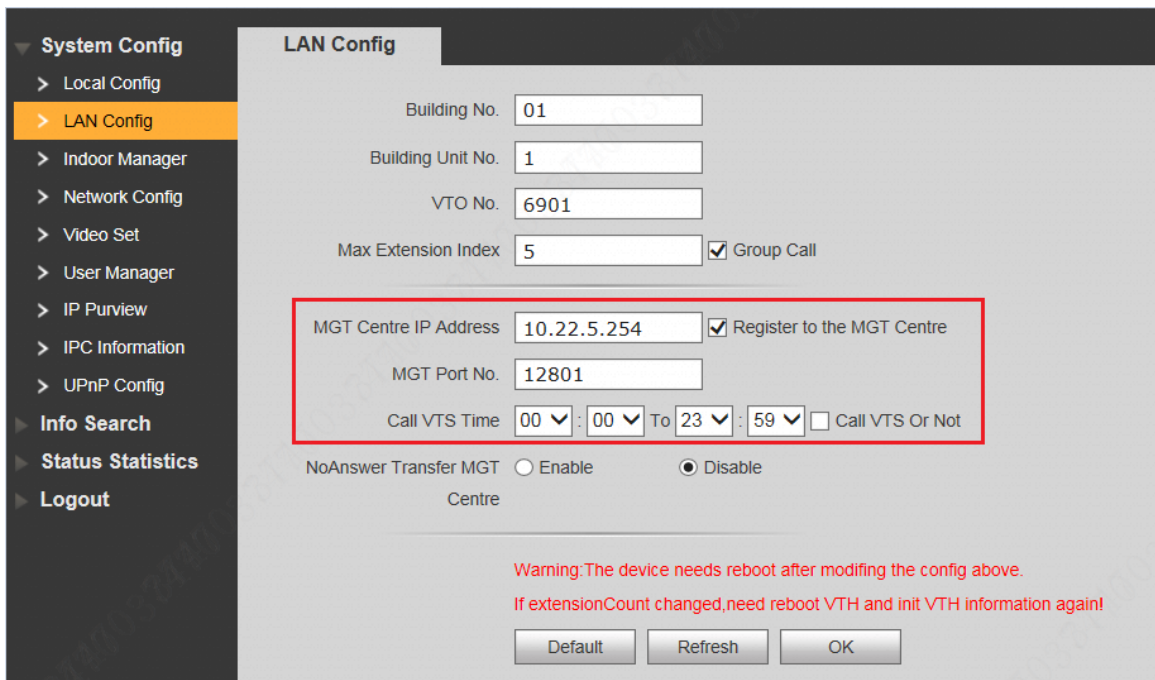 System Config
Local Config
LAN Config
Indoor Manager
Network Config
Video Set
User Manager
IP Purview
IPC Information
UPnP Config
Info Search
Status Statistics
Logout
LAN Config
Building No. 01
Building Unit No. 1
VTO No. 6901
Max Extension Index 5 Group Call
MGT Centre IP Address 10.22.5.254 Register to the MGT Centre
MGT Port No. 12801
Call VTS Time 00 : 00 To 23 : 59 Call VTS Or Not
NoAnswer Transfer MGT Enable Disable
Centre
Warning:The device needs reboot after modifing the config above.
If extensionCount changed,need reboot VTH and init VTH information again!
Default Refresh OK